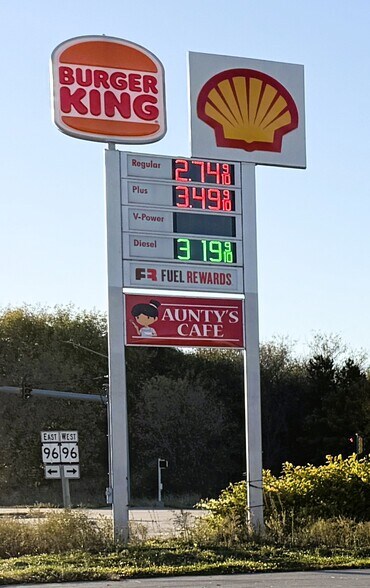 BURGER
KING
Regular 2.74 9/10
Plus 3.49 9/10
V-Power
Diesel 3.19 9/10
FR FUEL REWARDS
AUNTY'S
CAFE
EAST WEST
96 96